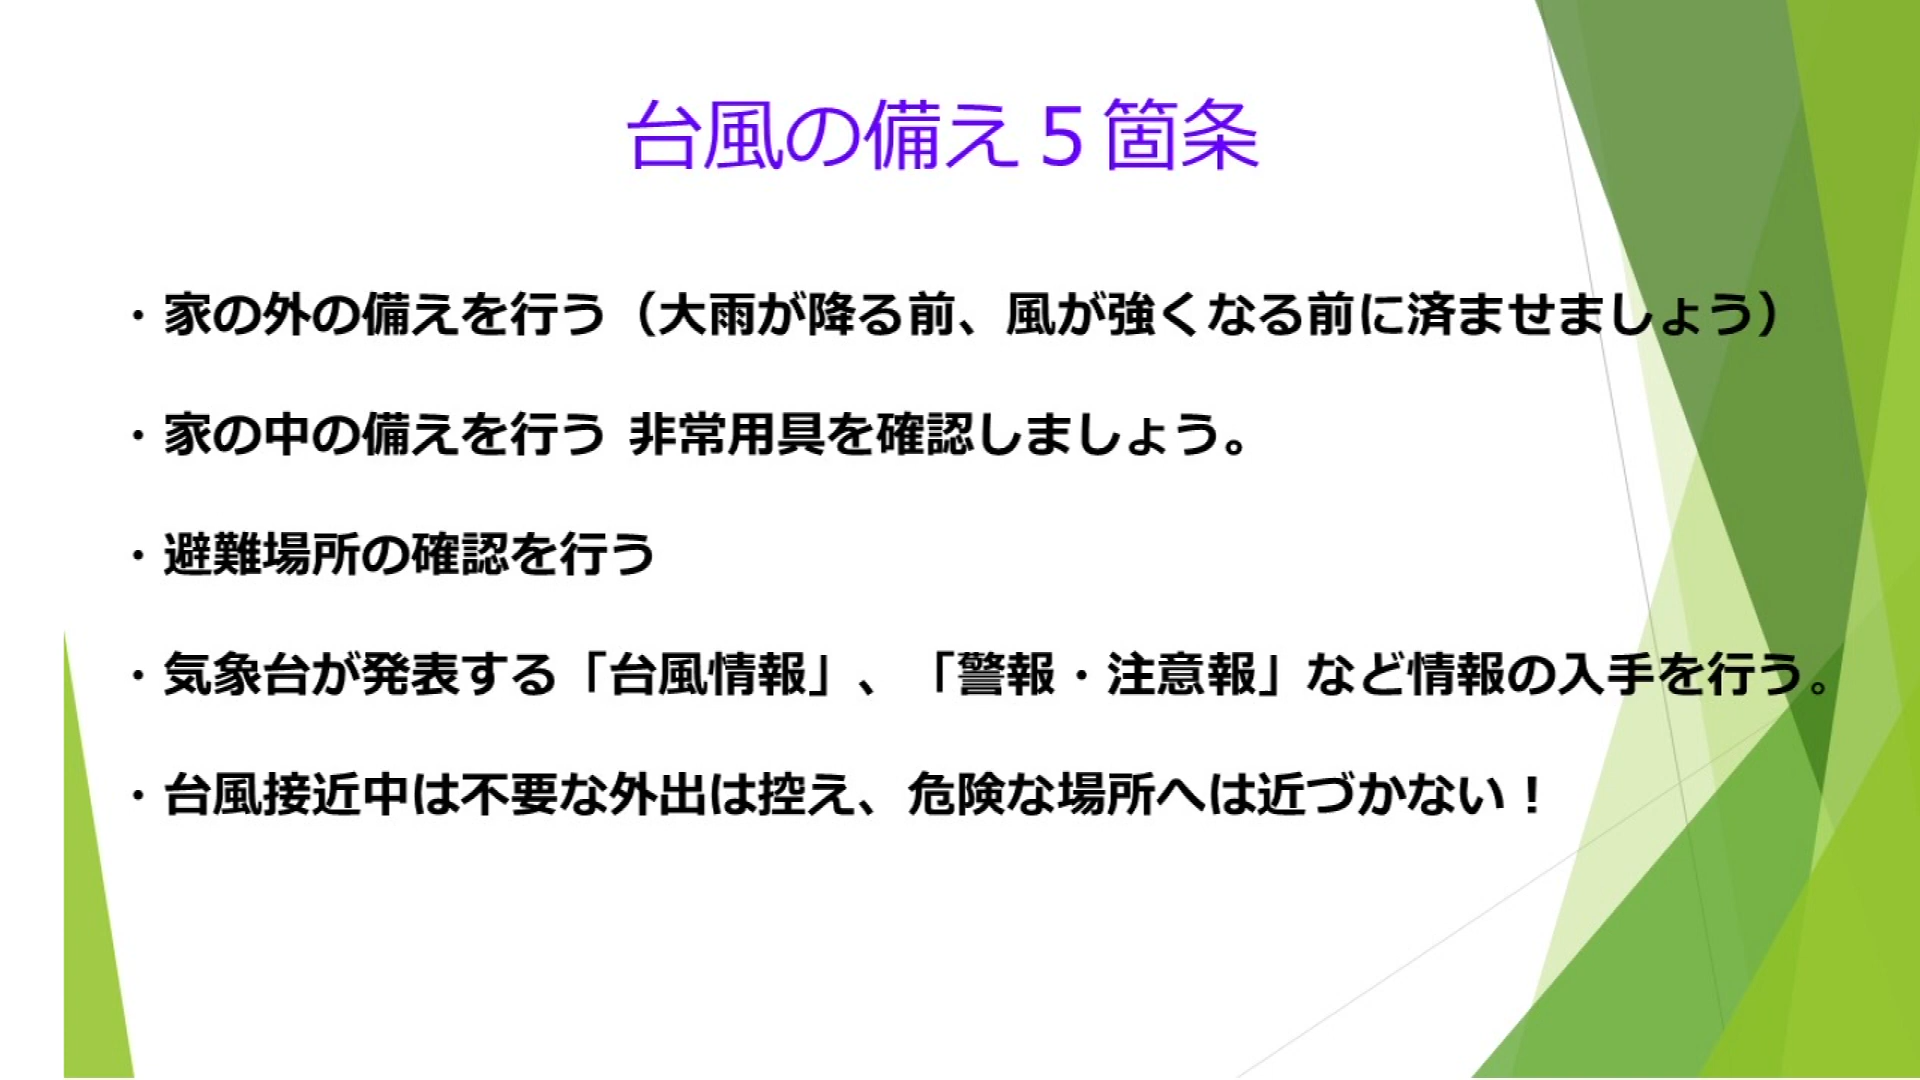 台風の備え５箇条
・家の外の備えを行う（大雨が降る前、風が強くなる前に済ませましょう）
・家の中の備えを行う 非常用具を確認しましょう。
・避難場所の確認を行う
・気象台が発表する「台風情報」、「警報・注意報」など情報の入手を行う。
・台風接近中は不要な外出は控え、危険な場所へは近づかない！